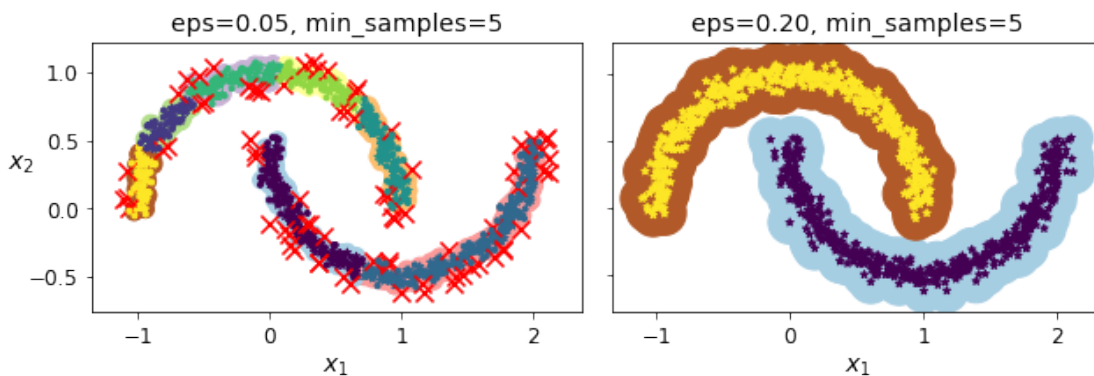 eps=0.05, min_samples=5
eps=0.20, min_samples=5
1.0
0.5
x₂
0.0
−0.5
−1 0 1 2
−1 0 1 2
x₁
x₁